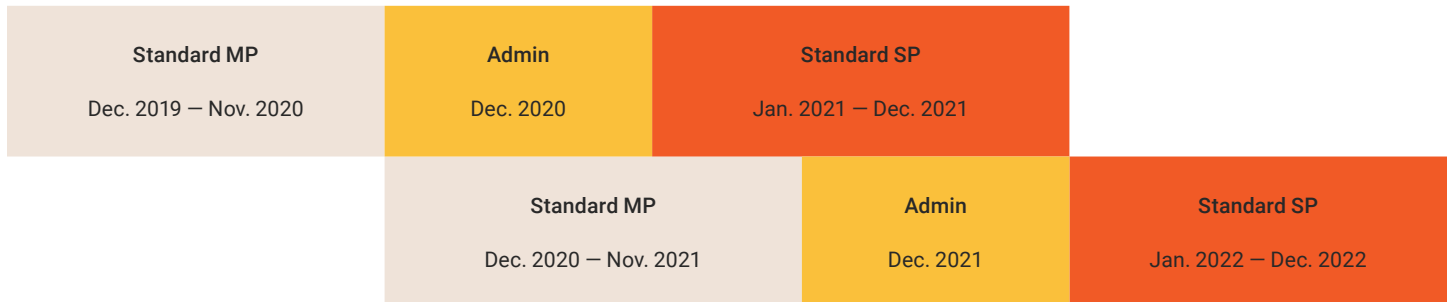 Standard MP
Admin
Standard SP
Dec. 2019 — Nov. 2020
Dec. 2020
Jan. 2021 — Dec. 2021
Standard MP
Admin
Standard SP
Dec. 2020 — Nov. 2021
Dec. 2021
Jan. 2022 — Dec. 2022